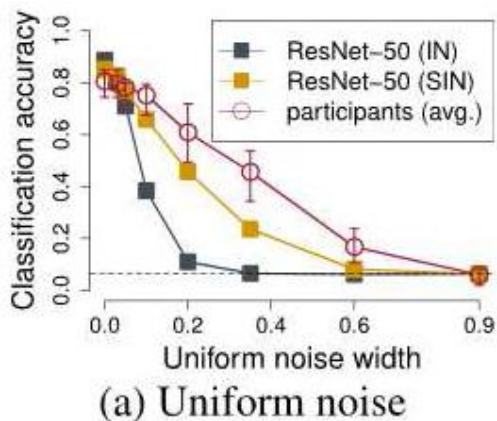 ResNet-50 (IN)
ResNet-50 (SIN)
participants (avg.)
Classification accuracy
1.0
0.8
0.6
0.4
0.2
0.0
0.0 0.2 0.4 0.6 0.9
Uniform noise width
(a) Uniform noise